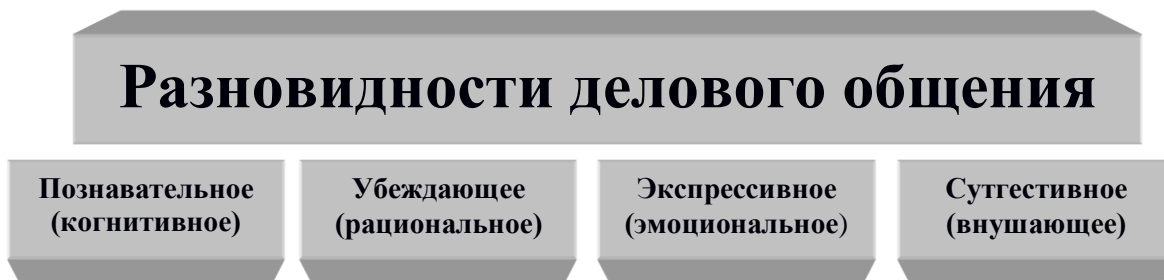 Разновидности делового общения
Познавательное
(когнитивное)
Убеждающее
(рациональное)
Экспрессивное
(эмоциональное)
Сутгестивное
(внушающее)